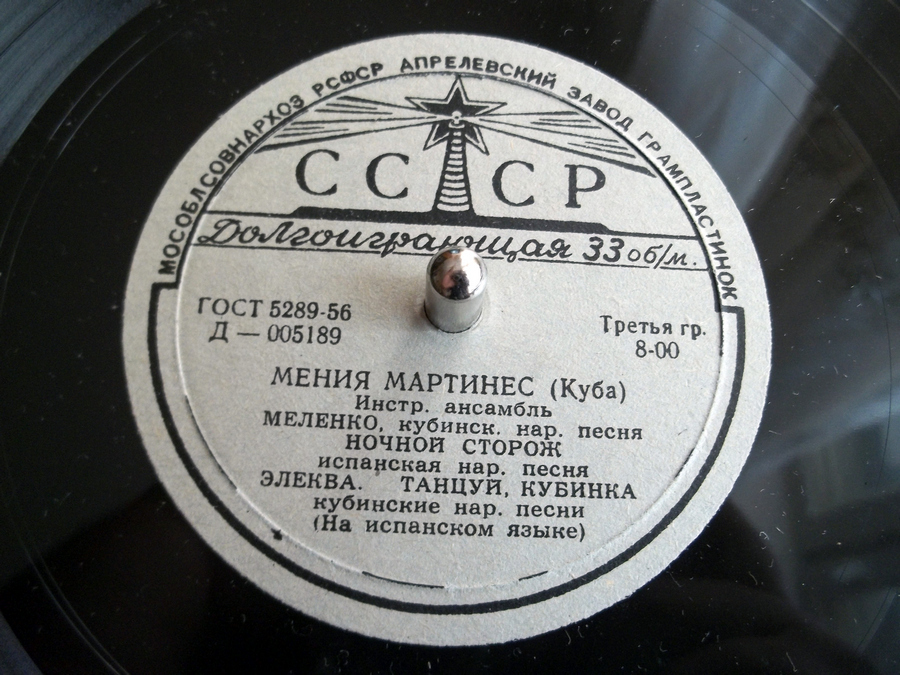 МОСОБЛСОВНАРХОЗ РСФСР АПРЕЛЕВСКИЙ ЗАВОД ГРАМПЛАСТИНОК
СССР
Долгоиграющая 33 об/м.
ГОСТ 5289-56
Д — 005189
Третья гр.
8-00
МЕНИЯ МАРТИНЕС (Куба)
Инстр. ансамбль
МЕЛЕНКО, кубинск. нар. песня
НОЧНОЙ СТОРОЖ
испанская нар. песня
ЭЛЕКВА. ТАНЦУЙ, КУБИНКА
кубинские нар. песни
(На испанском языке)